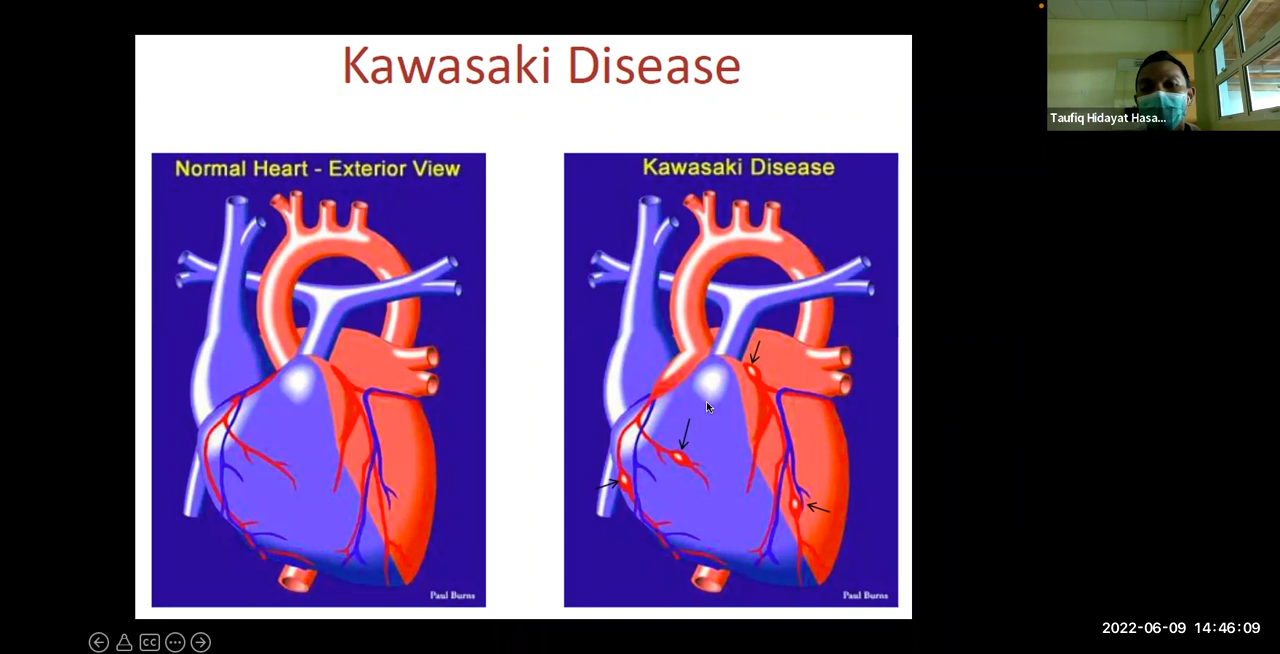 Kawasaki Disease
Normal Heart - Exterior View
Kawasaki Disease
Paul Burns
Paul Burns
Taufiq Hidayat Hasa...
CC
2022-06-09 14:46:09